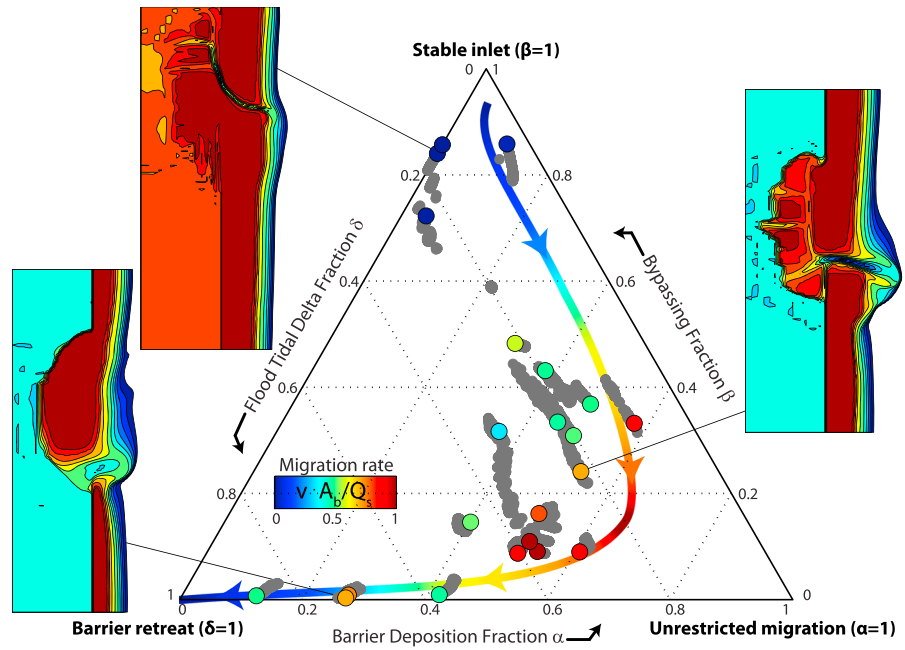 Stable inlet (β=1)
0 1
0.2 0.8
0.4 0.6
0.6 0.4
0.8 0.2
1 0
0 0.2 0.4 0.6 0.8 1
Flood Tidal Delta Fraction δ
Bypassing Fraction β
Migration rate
v A_b/Q_s
0 0.5 1
Barrier retreat (δ=1)
Barrier Deposition Fraction α
Unrestricted migration (α=1)